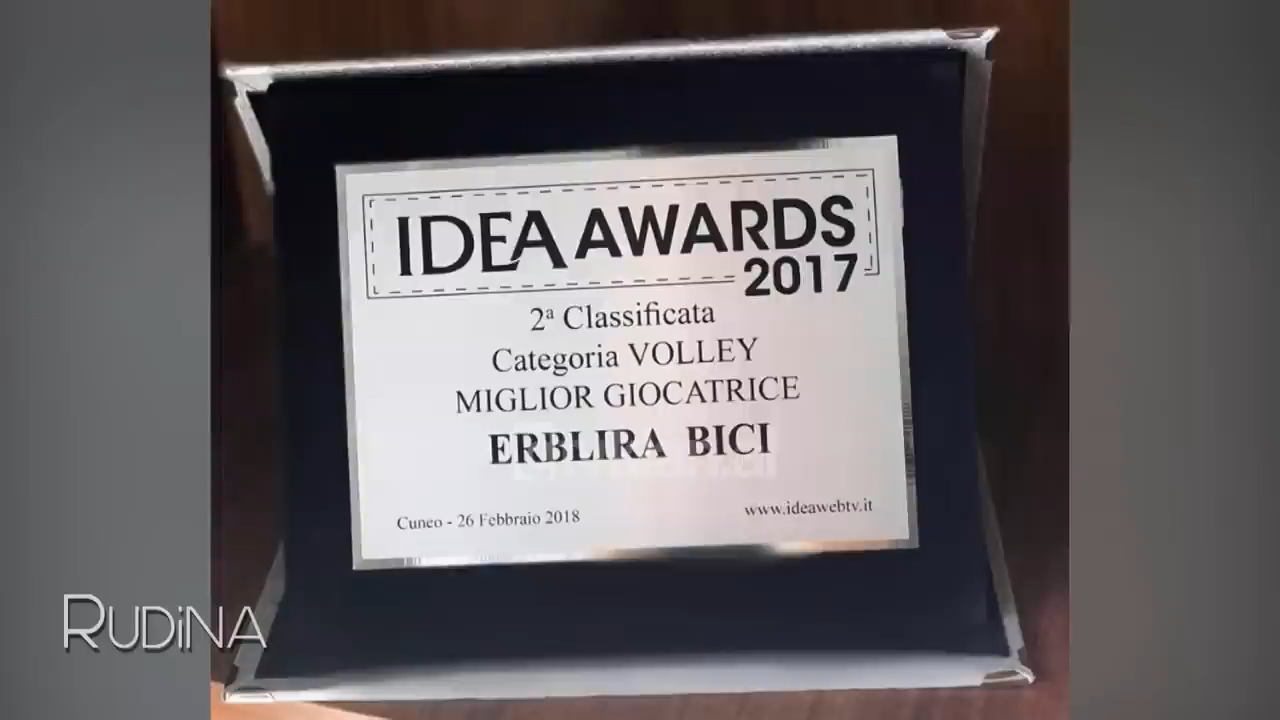 IDEA AWARDS
2017
2ª Classificata
Categoria VOLLEY
MIGLIOR GIOCATRICE
ERBLIRA BICI
Cuneo - 26 Febbraio 2018
www.ideawebtv.it
RUDiNA